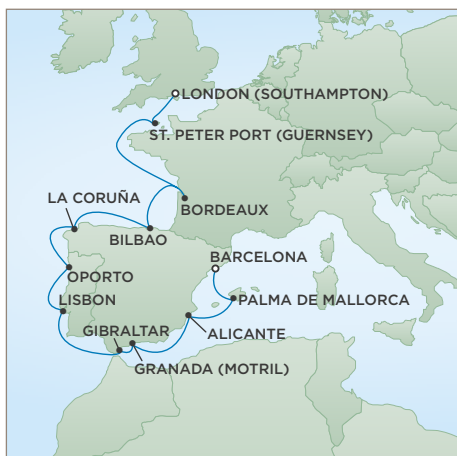 LONDON (SOUTHAMPTON)
ST. PETER PORT (GUERNSEY)
LA CORUÑA
BORDEAUX
BILBAO
BARCELONA
OPORTO
LISBON
PALMA DE MALLORCA
GIBRALTAR
ALICANTE
GRANADA (MOTRIL)